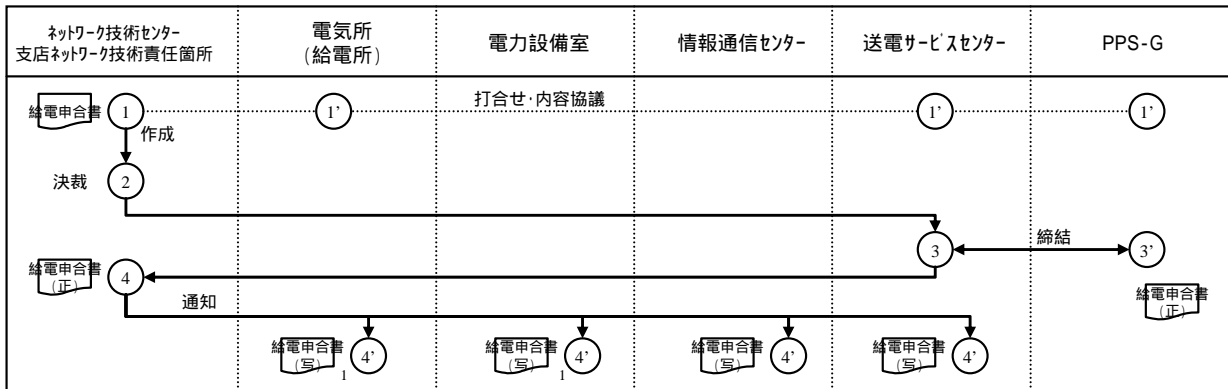 ﾈｯﾄﾜｰｸ技術ｾﾝﾀｰ
支店ﾈｯﾄﾜｰｸ技術責任箇所
電気所
(給電所)
電力設備室
情報通信ｾﾝﾀｰ
送電ｻｰﾋﾞｽｾﾝﾀｰ
PPS-G
給電申合書
1
1’
打合せ・内容協議
1’
1’
作成
決裁
2
3
締結
3’
給電申合書
(正)
4
通知
給電申合書
(正)
給電申合書
(写)
1
4’
給電申合書
(写)
1
4’
給電申合書
(写)
4’
給電申合書
(写)
4’